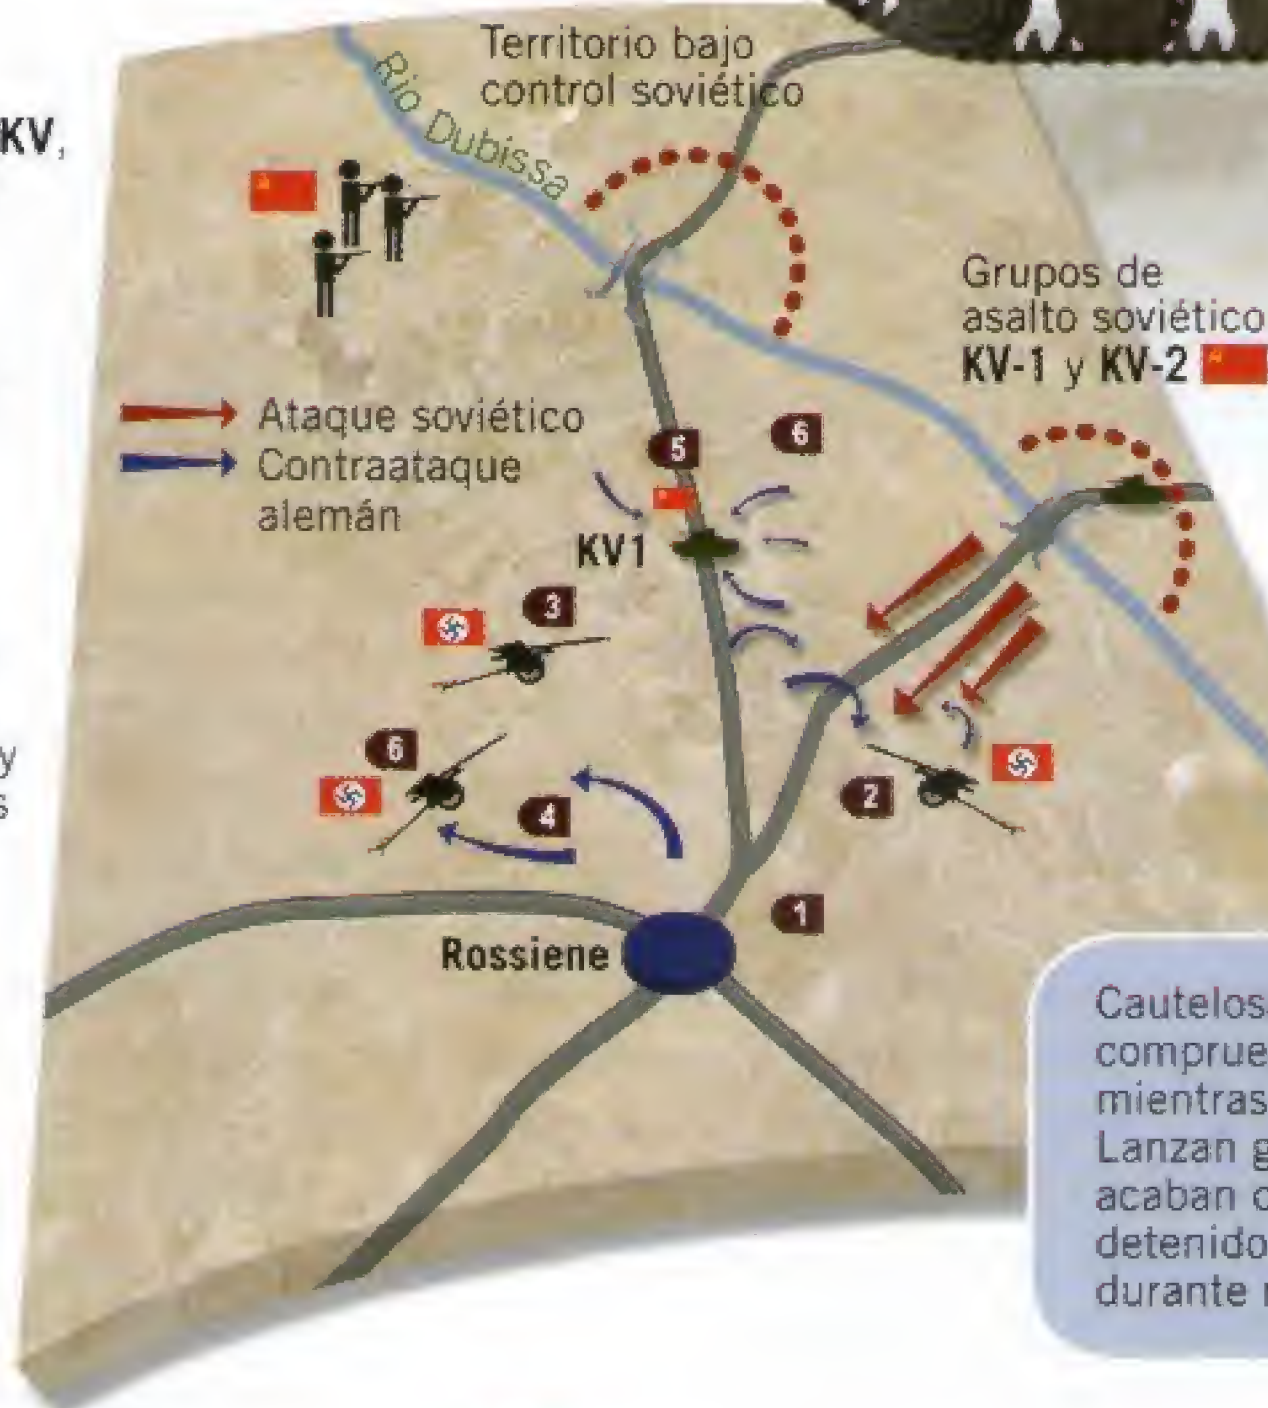 Territorio bajo
control soviético
Rio Dubissa
KV,
Grupos de
asalto soviético
KV-1 y KV-2
Ataque soviético
Contraataque
alemán
5
6
KV1
3
6
4
2
1
y
s
Rossiene
Cautelos
comprue
mientras
Lanzan g
acaban
detenido
durante